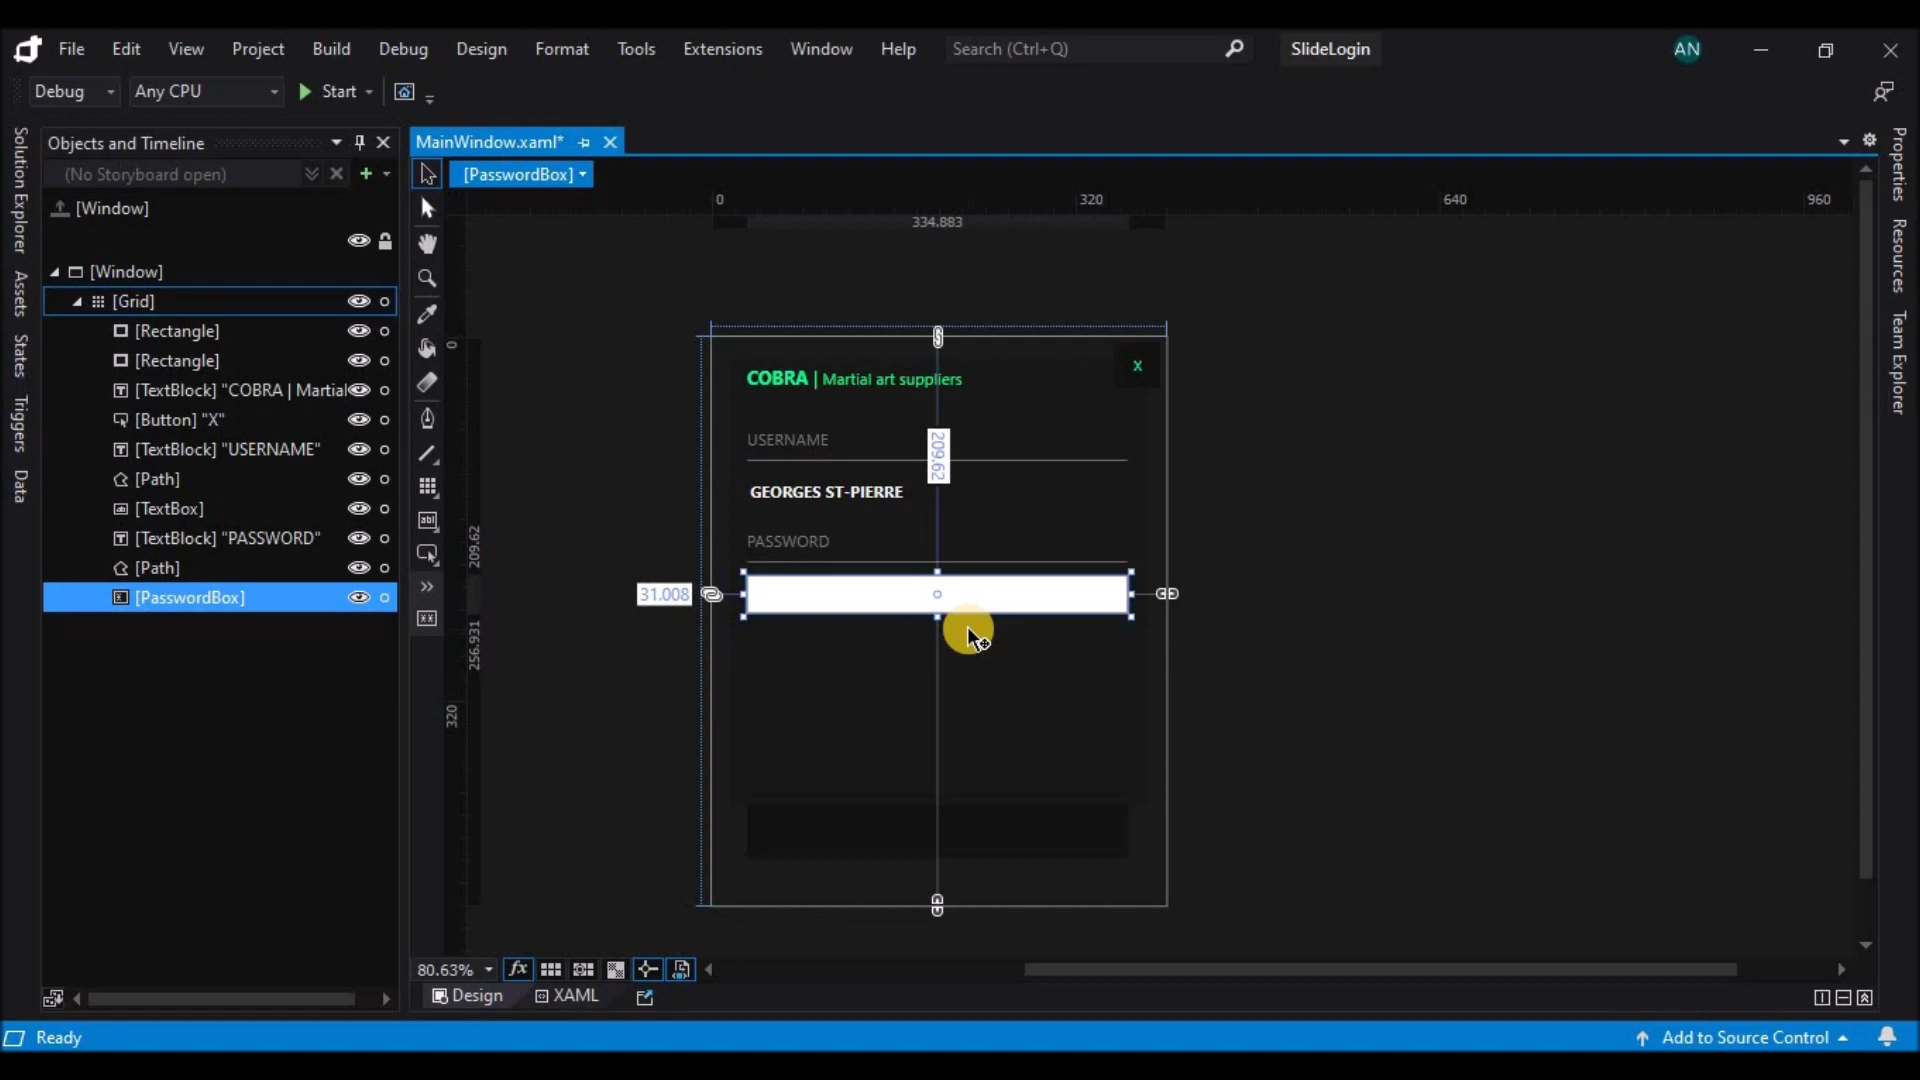 File Edit View Project Build Debug Design Format Tools Extensions Window Help Search (Ctrl+Q) SlideLogin AN
Debug Any CPU Start
Solution Explorer
Assets
States
Triggers
Data
Objects and Timeline
(No Storyboard open)
[Window]
[Window]
[Grid]
[Rectangle]
[Rectangle]
[TextBlock] "COBRA | Martial
[Button] "X"
[TextBlock] "USERNAME"
[Path]
[TextBox]
[TextBlock] "PASSWORD"
[Path]
[PasswordBox]
MainWindow.xaml*
[PasswordBox]
0 320 640 960
334.883
0
209.62
256.931
320
COBRA | Martial art suppliers
X
USERNAME
209.62
GEORGES ST-PIERRE
PASSWORD
31.008
80.63% fx
Design XAML
Properties
Resources
Team Explorer
Ready Add to Source Control